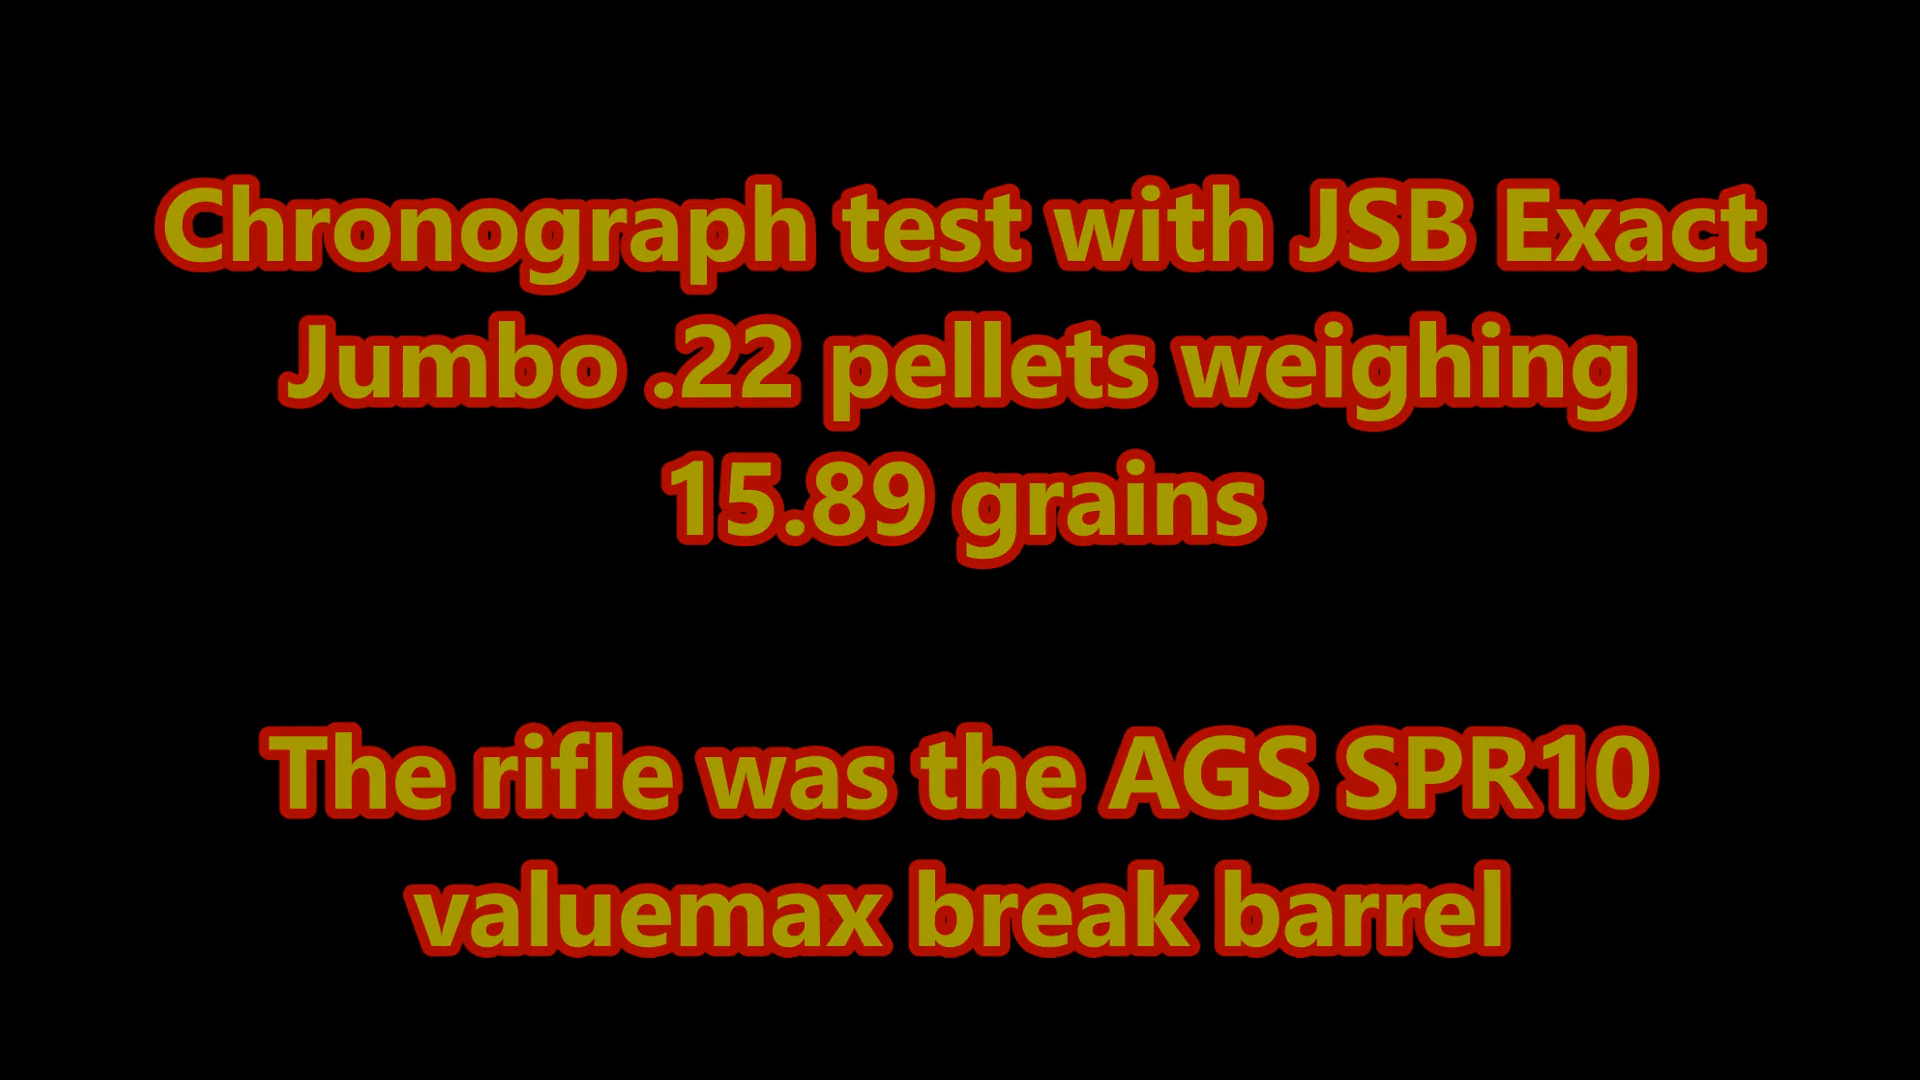 Chronograph test with JSB Exact
Jumbo .22 pellets weighing
15.89 grains
The rifle was the AGS SPR10
valuemax break barrel